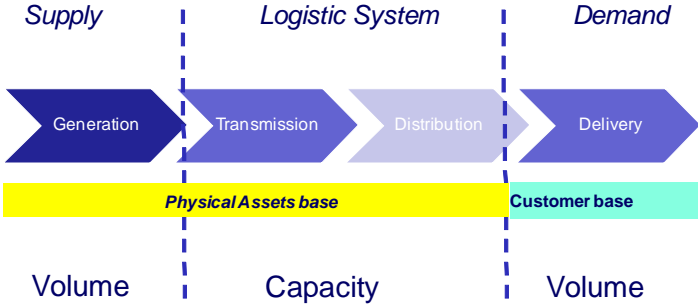 Supply Logistic System Demand
Generation Transmission Distribution Delivery
Physical Assets base Customer base
Volume Capacity Volume